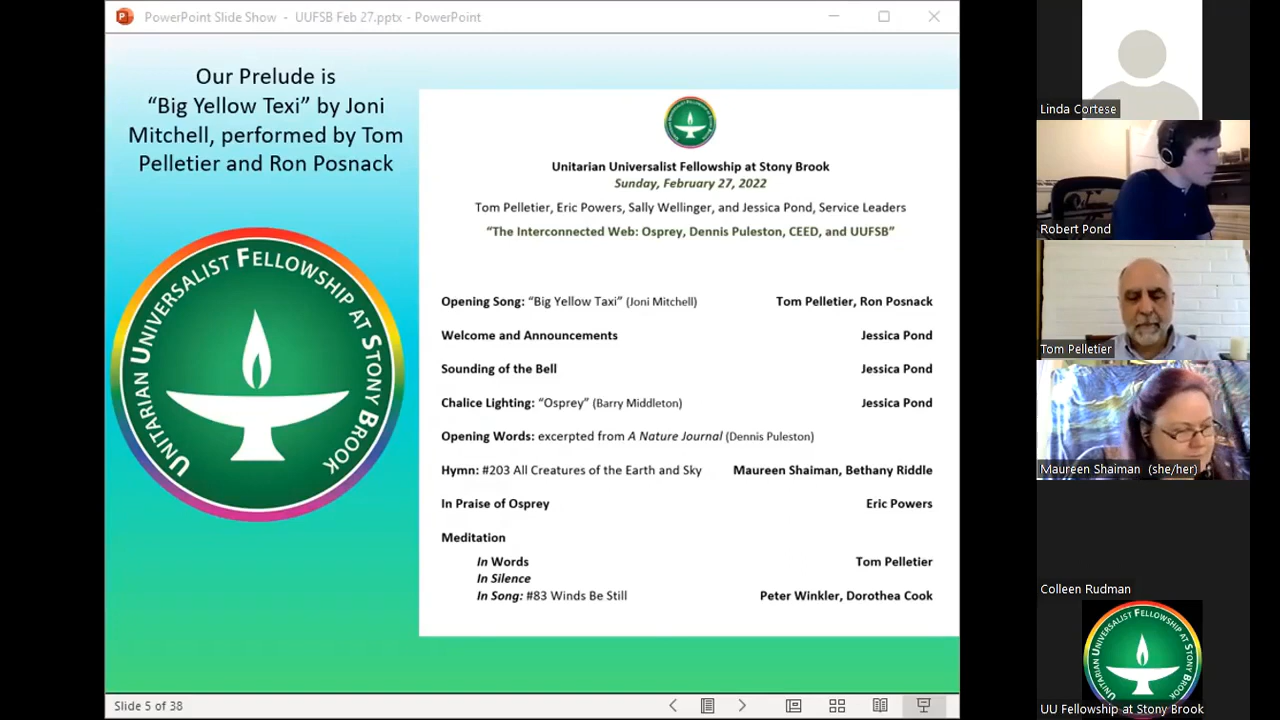 PowerPoint Slide Show - UUFSB Feb 27.pptx - PowerPoint
Our Prelude is
“Big Yellow Texi” by Joni
Mitchell, performed by Tom
Pelletier and Ron Posnack
UNITARIAN UNIVERSALIST FELLOWSHIP AT STONY BROOK
Unitarian Universalist Fellowship at Stony Brook
Sunday, February 27, 2022
Tom Pelletier, Eric Powers, Sally Wellinger, and Jessica Pond, Service Leaders
“The Interconnected Web: Osprey, Dennis Puleston, CEED, and UUFSB”
Opening Song: “Big Yellow Taxi” (Joni Mitchell) Tom Pelletier, Ron Posnack
Welcome and Announcements Jessica Pond
Sounding of the Bell Jessica Pond
Chalice Lighting: “Osprey” (Barry Middleton) Jessica Pond
Opening Words: excerpted from A Nature Journal (Dennis Puleston)
Hymn: #203 All Creatures of the Earth and Sky Maureen Shaiman, Bethany Riddle
In Praise of Osprey Eric Powers
Meditation
In Words Tom Pelletier
In Silence
In Song: #83 Winds Be Still Peter Winkler, Dorothea Cook
Slide 5 of 38
Linda Cortese
Robert Pond
Tom Pelletier
Maureen Shaiman (she/her)
Colleen Rudman
UNITARIAN UNIVERSALIST FELLOWSHIP AT STONY BROOK
UU Fellowship at Stony Brook